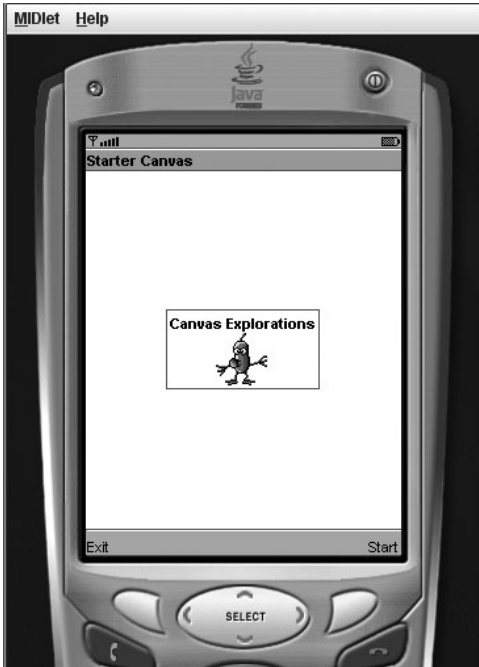 MIDlet Help
Java
POWERED
Starter Canvas
Canvas Explorations
Exit Start
SELECT